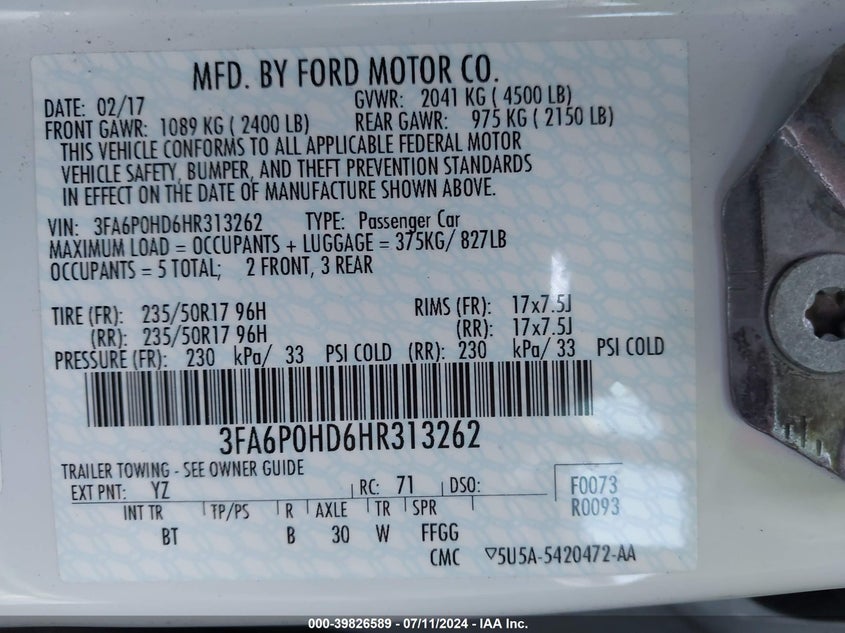 MFD. BY FORD MOTOR CO.
DATE: 02/17 GVWR: 2041 KG ( 4500 LB)
FRONT GAWR: 1089 KG ( 2400 LB) REAR GAWR: 975 KG ( 2150 LB)
THIS VEHICLE CONFORMS TO ALL APPLICABLE FEDERAL MOTOR
VEHICLE SAFETY, BUMPER, AND THEFT PREVENTION STANDARDS
IN EFFECT ON THE DATE OF MANUFACTURE SHOWN ABOVE.
VIN: 3FA6P0HD6HR313262 TYPE: Passenger Car
MAXIMUM LOAD = OCCUPANTS + LUGGAGE = 375KG/ 827LB
OCCUPANTS = 5 TOTAL; 2 FRONT, 3 REAR
TIRE (FR): 235/50R17 96H RIMS (FR): 17x7.5J
(RR): 235/50R17 96H (RR): 17x7.5J
PRESSURE (FR): 230 kPa/ 33 PSI COLD (RR): 230 kPa/ 33 PSI COLD
3FA6P0HD6HR313262
TRAILER TOWING - SEE OWNER GUIDE
EXT PNT: YZ RC: 71 DSO: F0073
R0093
INT TR TP/PS R AXLE TR SPR
BT B 30 W FFGG
CMC ▽5U5A-5420472-AA
000-39826589 - 07/11/2024 - IAA Inc.